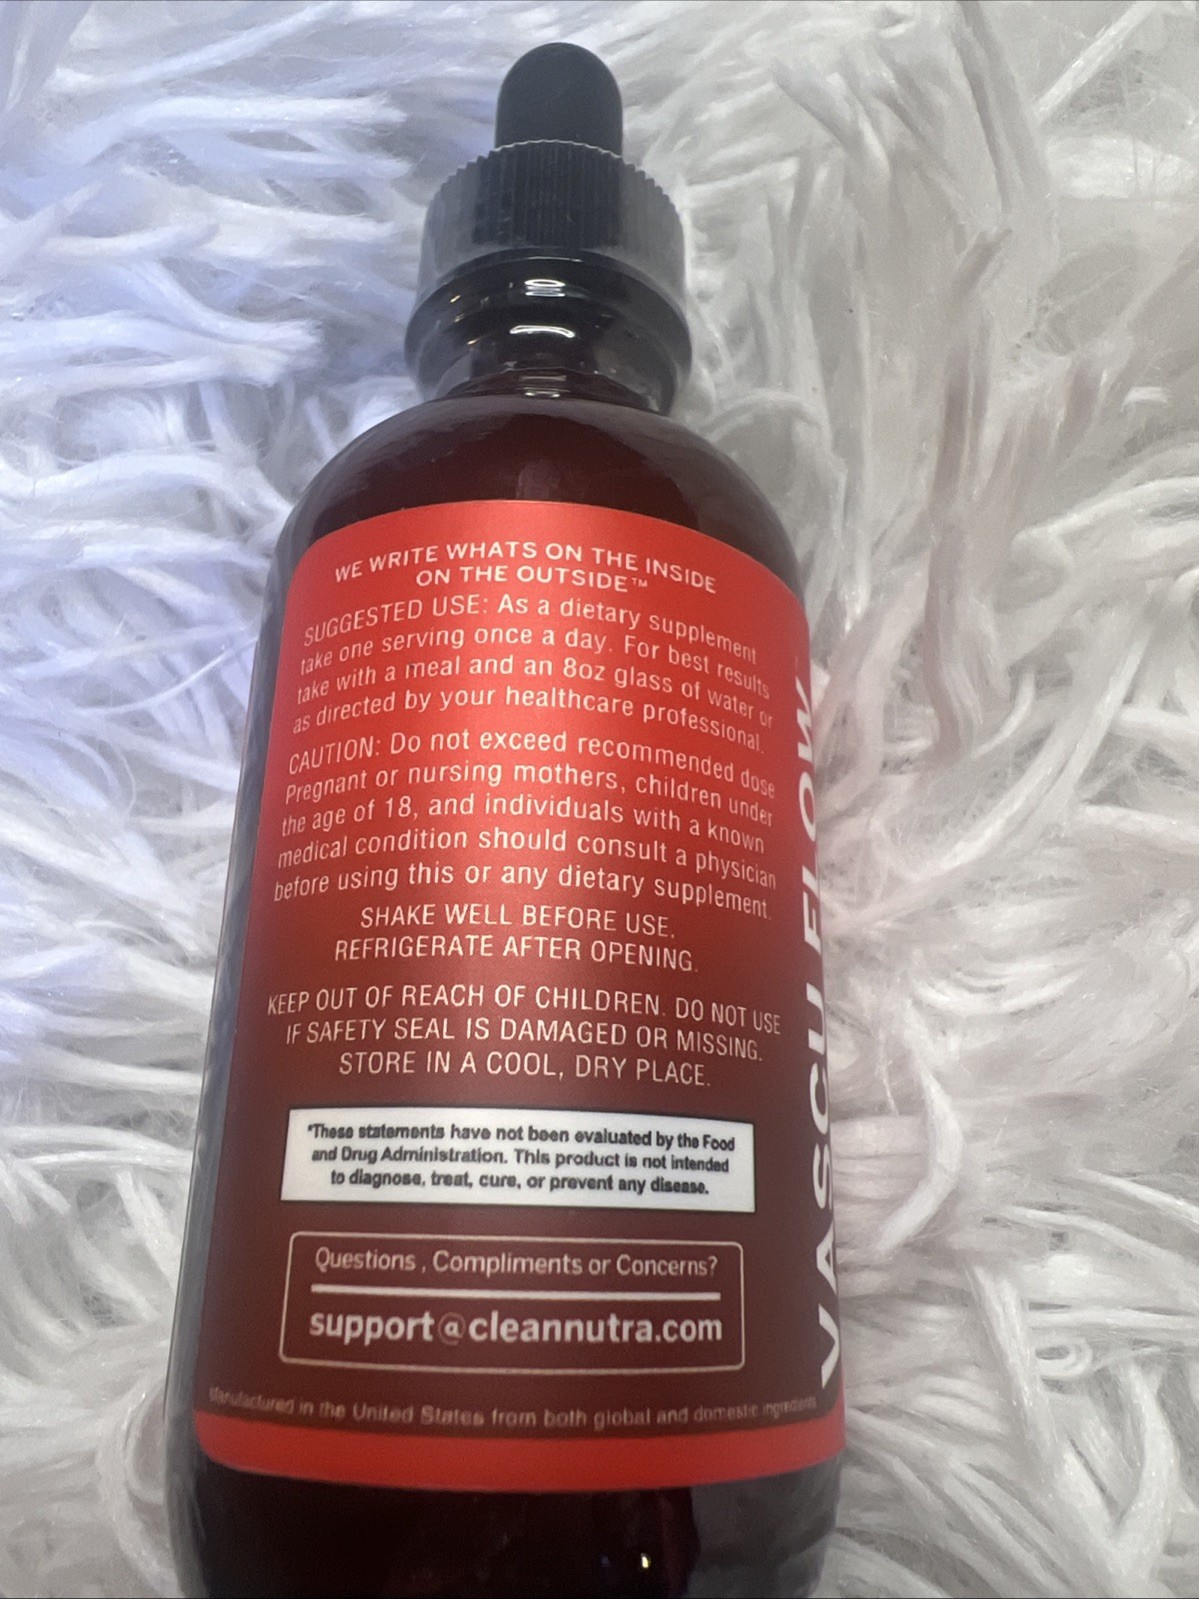 WE WRITE WHATS ON THE INSIDE
ON THE OUTSIDE™
SUGGESTED USE: As a dietary supplement
take one serving once a day. For best results
take with a meal and an 8oz glass of water or
as directed by your healthcare professional.
CAUTION: Do not exceed recommended dose
Pregnant or nursing mothers, children under
the age of 18, and individuals with a known
medical condition should consult a physician
before using this or any dietary supplement.
SHAKE WELL BEFORE USE.
REFRIGERATE AFTER OPENING.
KEEP OUT OF REACH OF CHILDREN. DO NOT USE
IF SAFETY SEAL IS DAMAGED OR MISSING.
STORE IN A COOL, DRY PLACE.
*These statements have not been evaluated by the Food
and Drug Administration. This product is not intended
to diagnose, treat, cure, or prevent any disease.
Questions, Compliments or Concerns?
support@cleannutra.com
Manufactured in the United States from both global and domestic ingredients
VASCU FLOW